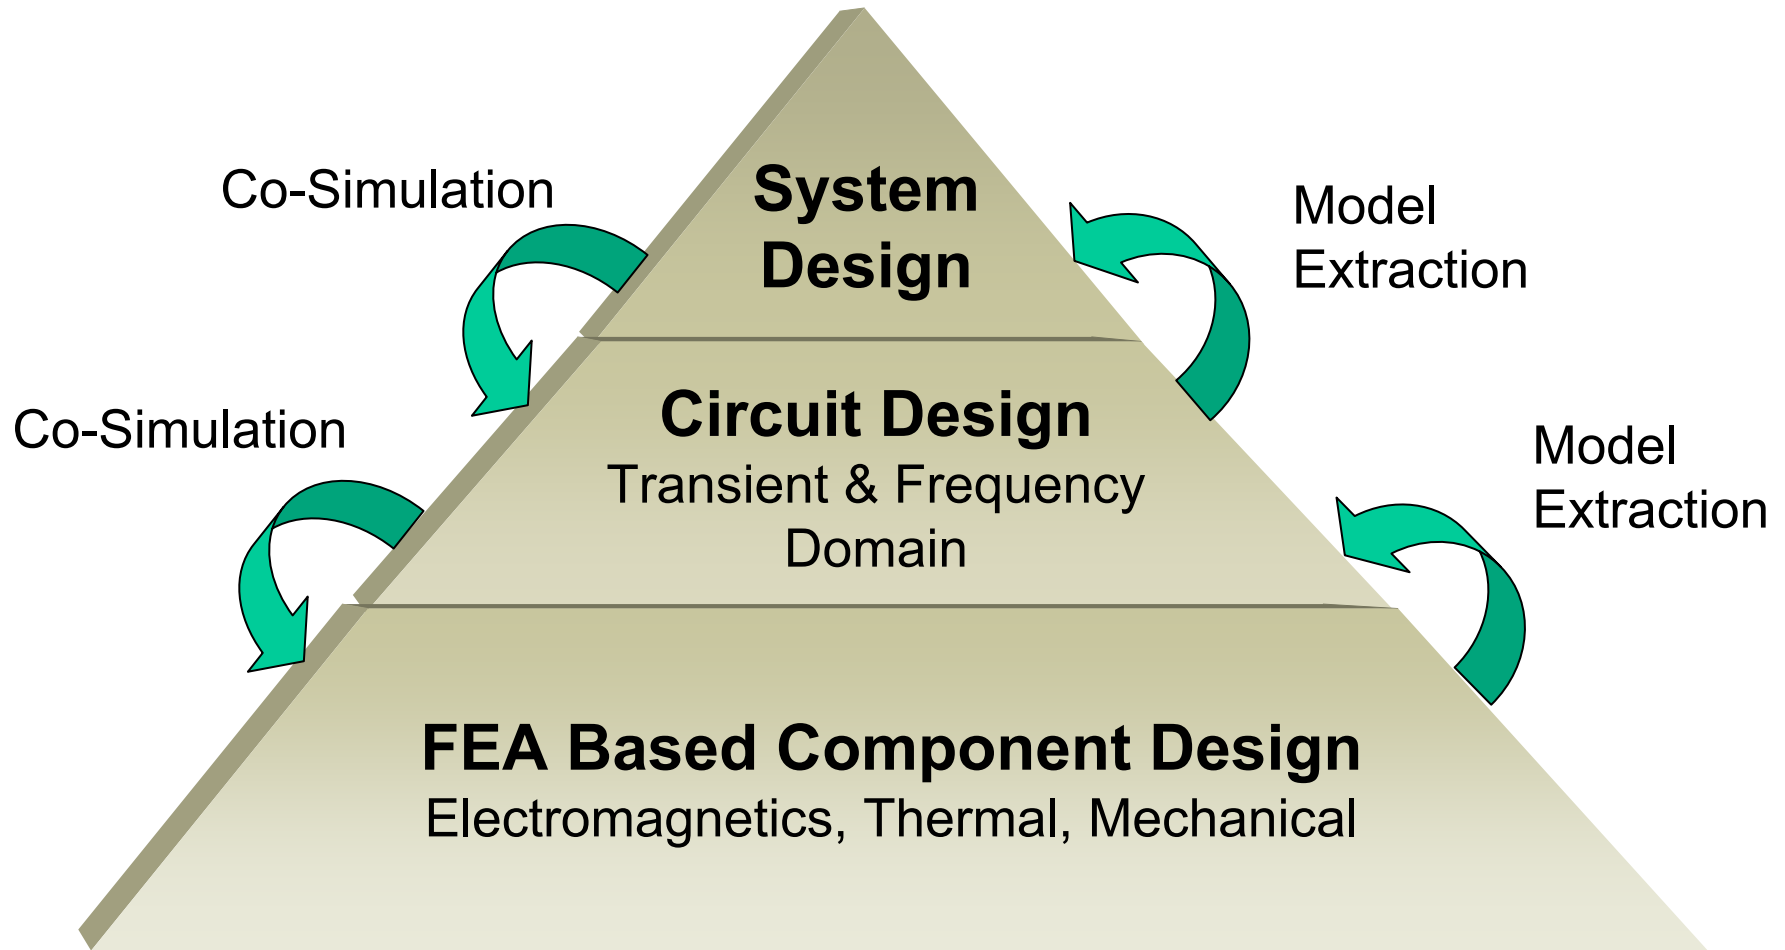 Co-Simulation
System
Design
Model
Extraction
Co-Simulation
Circuit Design
Transient & Frequency
Domain
Model
Extraction
FEA Based Component Design
Electromagnetics, Thermal, Mechanical